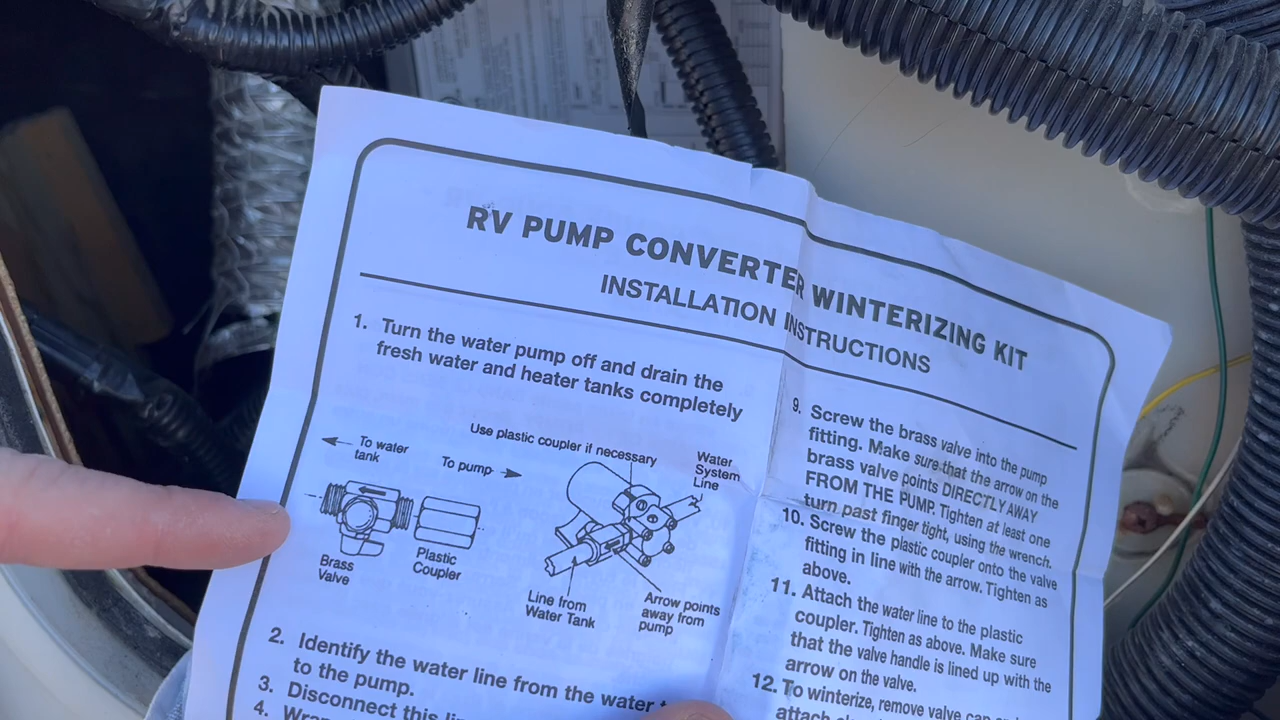 RV PUMP CONVERTER WINTERIZING KIT
INSTALLATION INSTRUCTIONS
1. Turn the water pump off and drain the
fresh water and heater tanks completely
Use plastic coupler if necessary
To water
tank
To pump
Water
System
Line
Brass
Valve
Plastic
Coupler
Line from
Water Tank
Arrow points
away from
pump
2. Identify the water line from the water
to the pump.
3. Disconnect this
4.
9. Screw the brass valve into the pump
fitting. Make sure that the arrow on the
brass valve points DIRECTLY AWAY
FROM THE PUMP. Tighten at least one
turn past finger tight, using the wrench.
10. Screw the plastic coupler onto the valve
fitting in line with the arrow. Tighten as
above.
11. Attach the water line to the plastic
coupler. Tighten as above. Make sure
that the valve handle is lined up with the
arrow on the valve.
12. To winterize, remove valve cap
attach